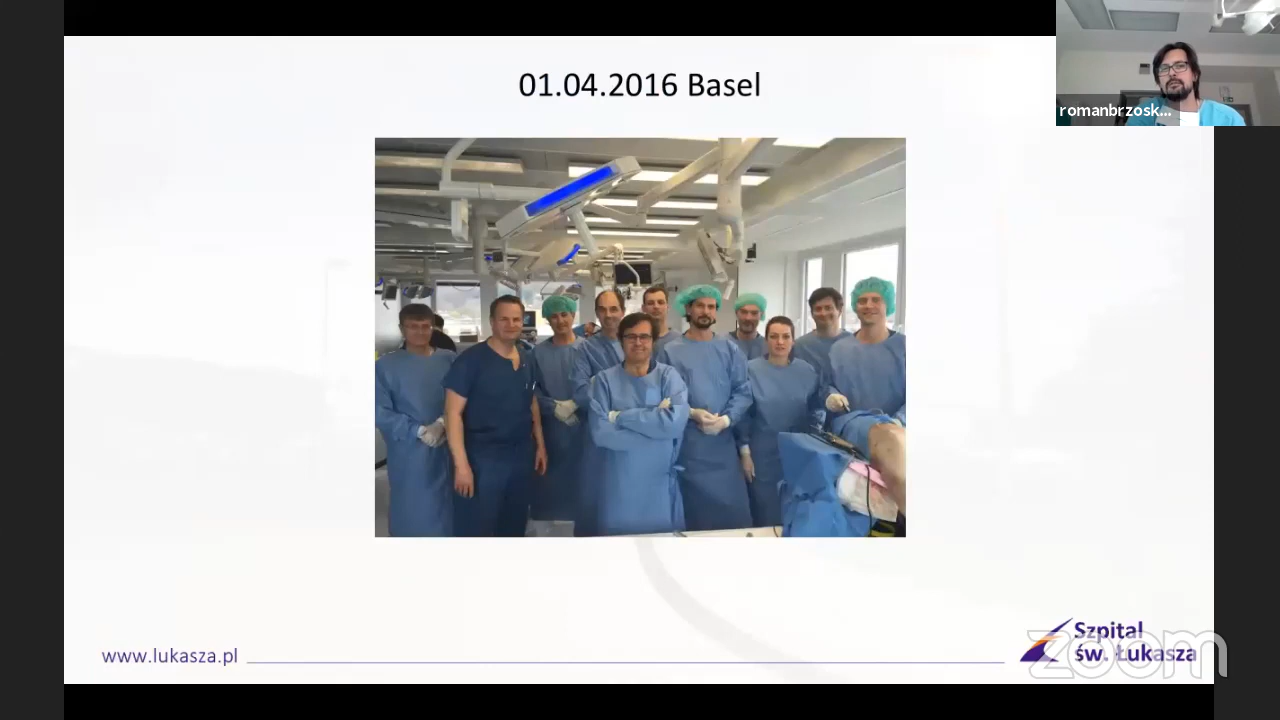 01.04.2016 Basel
romanbrzosk...
www.lukasza.pl
Szpital
św. Łukasza
zoom